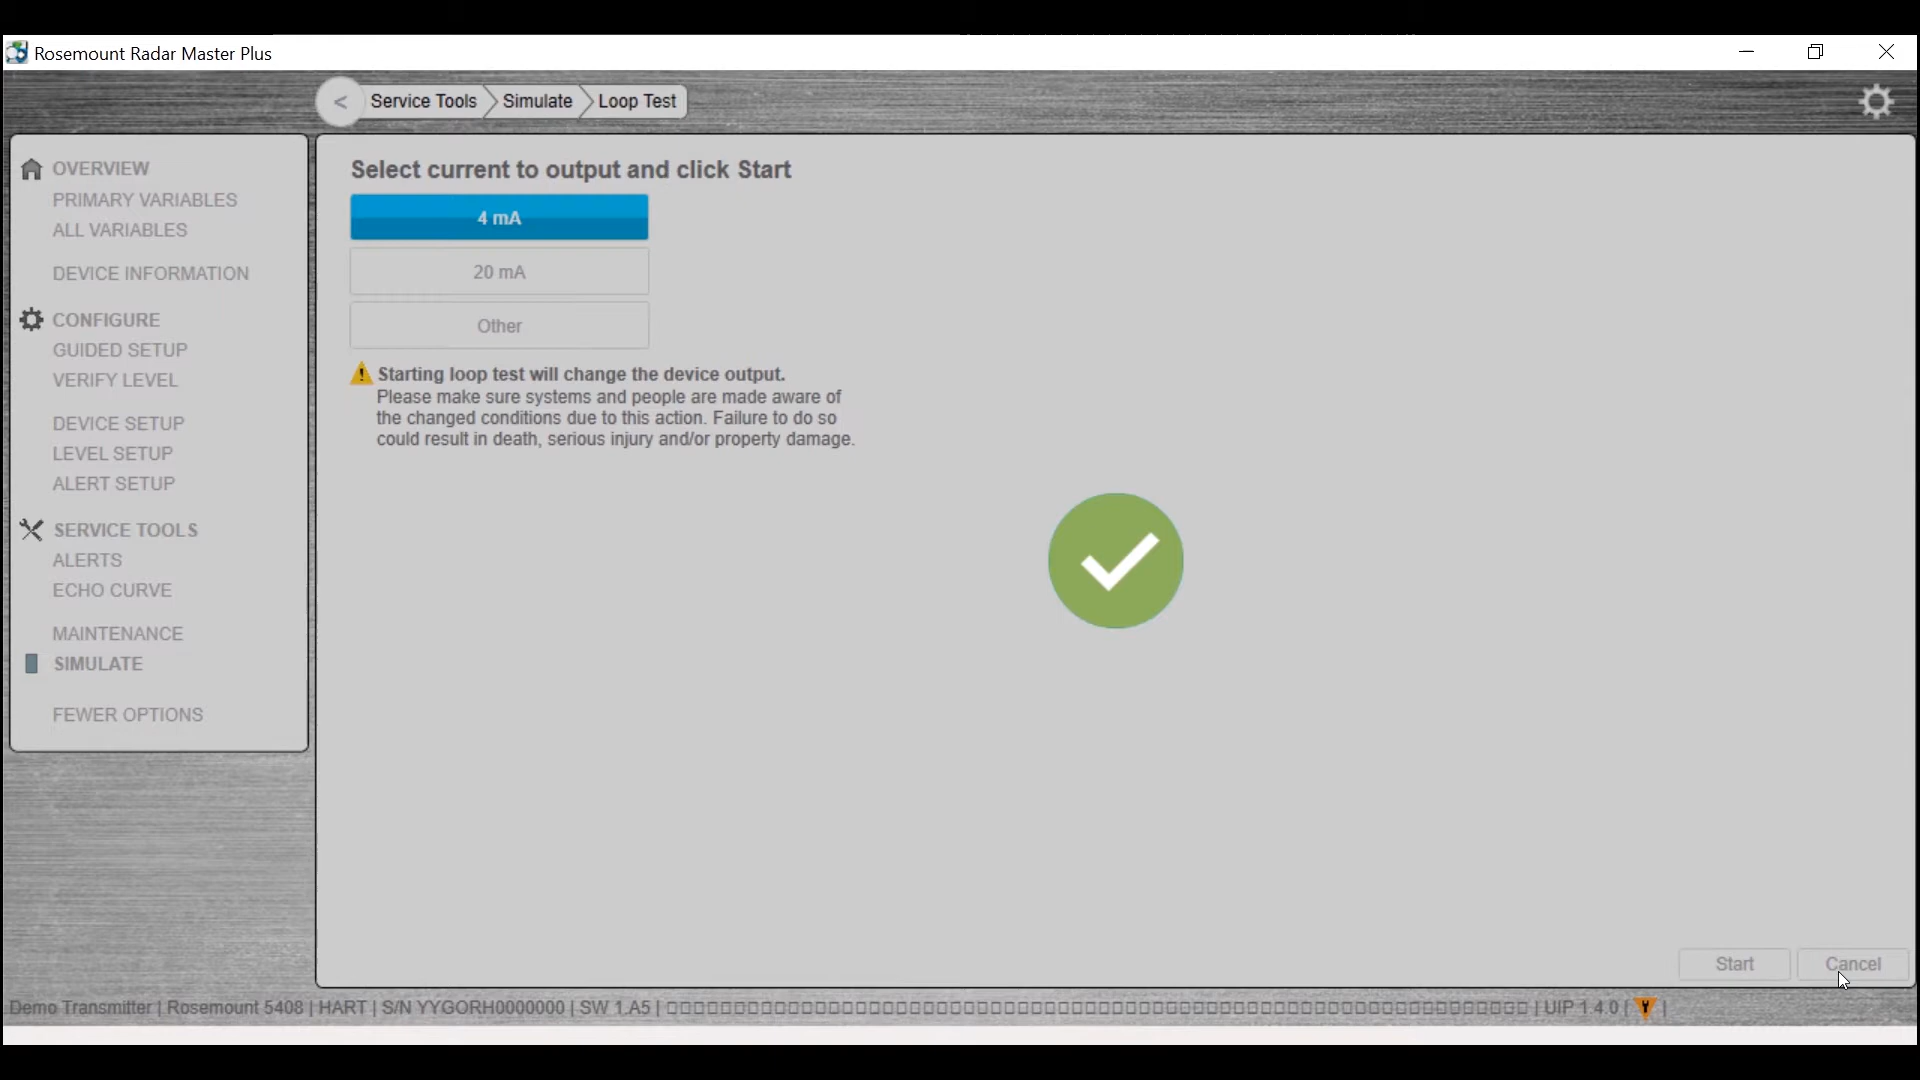 Rosemount Radar Master Plus
< Service Tools Simulate Loop Test
OVERVIEW
PRIMARY VARIABLES
ALL VARIABLES
DEVICE INFORMATION
CONFIGURE
GUIDED SETUP
VERIFY LEVEL
DEVICE SETUP
LEVEL SETUP
ALERT SETUP
SERVICE TOOLS
ALERTS
ECHO CURVE
MAINTENANCE
SIMULATE
FEWER OPTIONS
Select current to output and click Start
4 mA
20 mA
Other
Starting loop test will change the device output.
Please make sure systems and people are made aware of
the changed conditions due to this action. Failure to do so
could result in death, serious injury and/or property damage.
Start Cancel
Demo Transmitter | Rosemount 5408 | HART | S/N YYGORH0000000 | SW 1.A5 | | UIP 1.4.0 | |